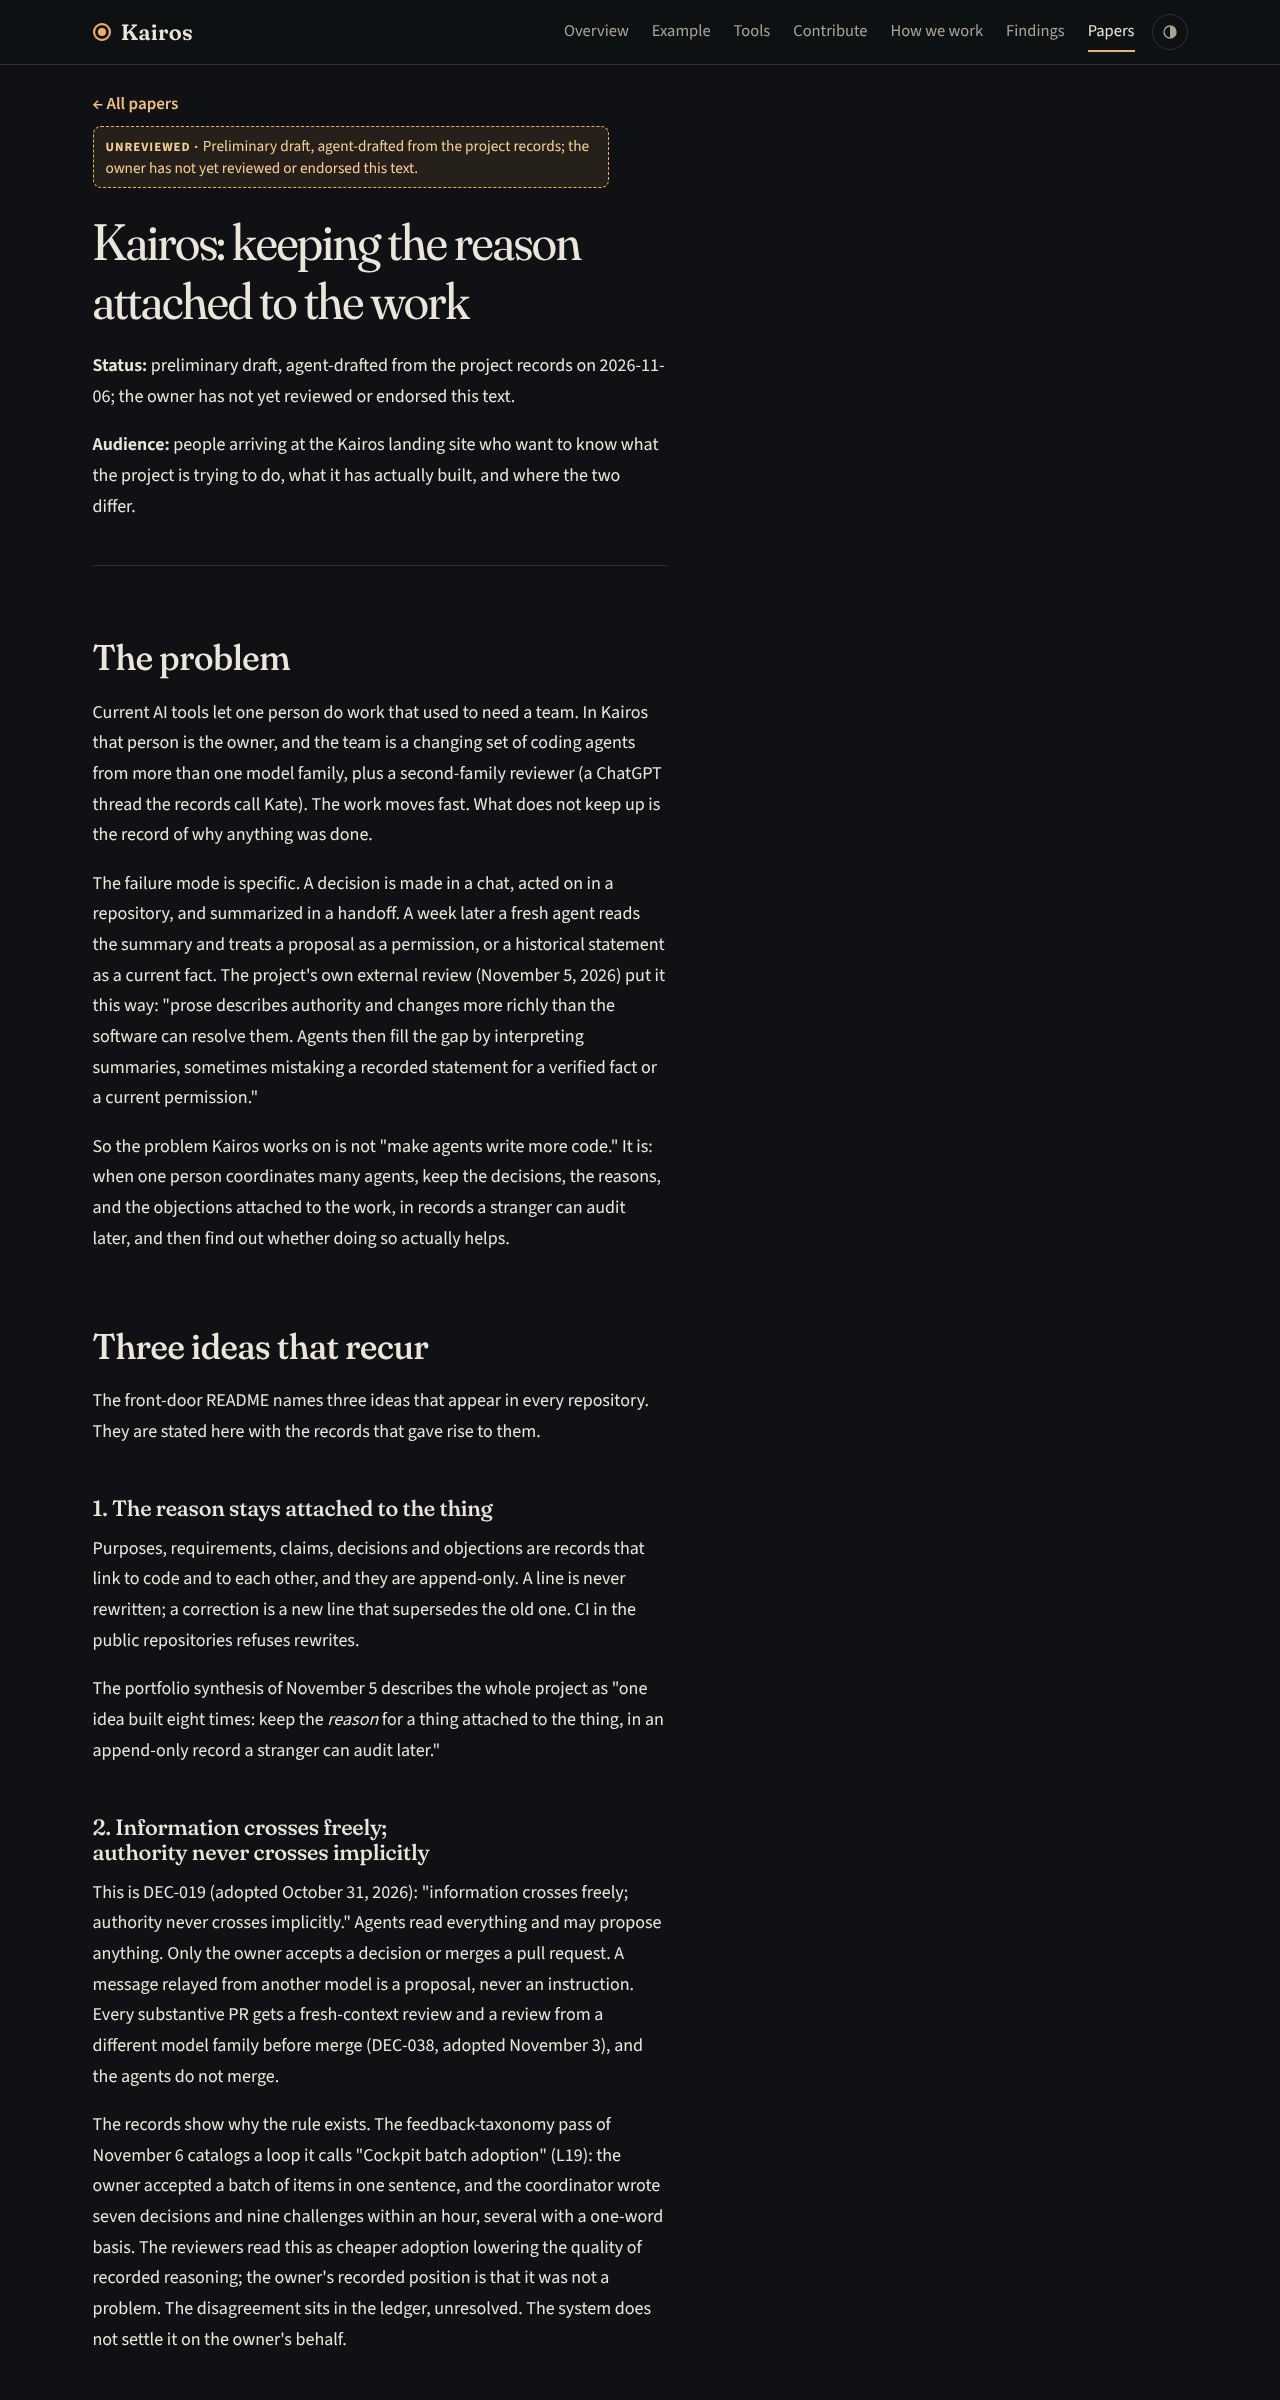 Kairos
Overview Example Tools Contribute How we work Findings Papers
← All papers
UNREVIEWED · Preliminary draft, agent-drafted from the project records; the
owner has not yet reviewed or endorsed this text.
Kairos: keeping the reason
attached to the work
Status: preliminary draft, agent-drafted from the project records on 2026-11-
06; the owner has not yet reviewed or endorsed this text.
Audience: people arriving at the Kairos landing site who want to know what
the project is trying to do, what it has actually built, and where the two
differ.
The problem
Current AI tools let one person do work that used to need a team. In Kairos
that person is the owner, and the team is a changing set of coding agents
from more than one model family, plus a second-family reviewer (a ChatGPT
thread the records call Kate). The work moves fast. What does not keep up is
the record of why anything was done.
The failure mode is specific. A decision is made in a chat, acted on in a
repository, and summarized in a handoff. A week later a fresh agent reads
the summary and treats a proposal as a permission, or a historical statement
as a current fact. The project's own external review (November 5, 2026) put it
this way: "prose describes authority and changes more richly than the
software can resolve them. Agents then fill the gap by interpreting
summaries, sometimes mistaking a recorded statement for a verified fact or
a current permission."
So the problem Kairos works on is not "make agents write more code." It is:
when one person coordinates many agents, keep the decisions, the reasons,
and the objections attached to the work, in records a stranger can audit
later, and then find out whether doing so actually helps.
Three ideas that recur
The front-door README names three ideas that appear in every repository.
They are stated here with the records that gave rise to them.
1. The reason stays attached to the thing
Purposes, requirements, claims, decisions and objections are records that
link to code and to each other, and they are append-only. A line is never
rewritten; a correction is a new line that supersedes the old one. CI in the
public repositories refuses rewrites.
The portfolio synthesis of November 5 describes the whole project as "one
idea built eight times: keep the reason for a thing attached to the thing, in an
append-only record a stranger can audit later."
2. Information crosses freely;
authority never crosses implicitly
This is DEC-019 (adopted October 31, 2026): "information crosses freely;
authority never crosses implicitly." Agents read everything and may propose
anything. Only the owner accepts a decision or merges a pull request. A
message relayed from another model is a proposal, never an instruction.
Every substantive PR gets a fresh-context review and a review from a
different model family before merge (DEC-038, adopted November 3), and
the agents do not merge.
The records show why the rule exists. The feedback-taxonomy pass of
November 6 catalogs a loop it calls "Cockpit batch adoption" (L19): the
owner accepted a batch of items in one sentence, and the coordinator wrote
seven decisions and nine challenges within an hour, several with a one-word
basis. The reviewers read this as cheaper adoption lowering the quality of
recorded reasoning; the owner's recorded position is that it was not a
problem. The disagreement sits in the ledger, unresolved. The system does
not settle it on the owner's behalf.